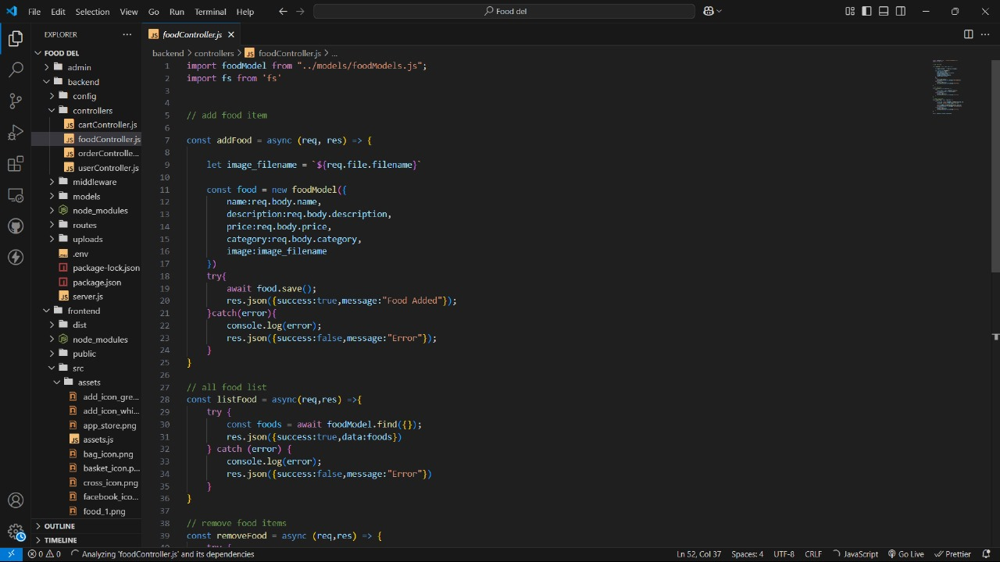 File Edit Selection View Go Run Terminal Help
Food del
EXPLORER
FOOD DEL
admin
backend
config
controllers
cartController.js
foodController.js
orderControlle...
userController.js
middleware
models
node_modules
routes
uploads
.env
package-lock.json
package.json
server.js
frontend
dist
node_modules
public
src
assets
add_icon_gre...
add_icon_whi...
app_store.png
assets.js
bag_icon.png
basket_icon.p...
cross_icon.png
facebook_ico...
food_1.png
OUTLINE
TIMELINE
foodController.js
backend > controllers > foodController.js > ...
1 import foodModel from "../models/foodModels.js";
2 import fs from 'fs'
3
4
5 // add food item
6
7 const addFood = async (req, res) => {
8
9 let image_filename = `${req.file.filename}`
10
11 const food = new foodModel({
12 name:req.body.name,
13 description:req.body.description,
14 price:req.body.price,
15 category:req.body.category,
16 image:image_filename
17 })
18 try{
19 await food.save();
20 res.json({success:true,message:"Food Added"});
21 }catch(error){
22 console.log(error);
23 res.json({success:false,message:"Error"});
24 }
25 }
26
27 // all food list
28 const listFood = async(req,res) =>{
29 try {
30 const foods = await foodModel.find({});
31 res.json({success:true,data:foods})
32 } catch (error) {
33 console.log(error);
34 res.json({success:false,message:"Error"})
35 }
36 }
37
38 // remove food items
39 const removeFood = async (req,res) => {
40 try {
0 0 Analyzing 'foodController.js' and its dependencies
Ln 52, Col 37 Spaces: 4 UTF-8 CRLF JavaScript Go Live Prettier